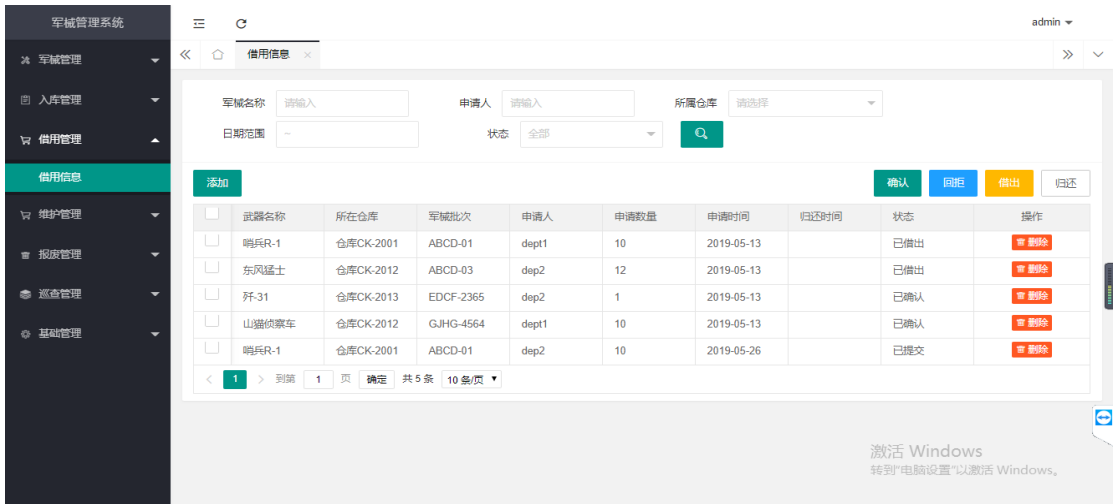 军械管理系统
admin
借用信息
军械管理
入库管理
借用管理
借用信息
维护管理
报废管理
巡查管理
基础管理
军械名称 请输入 申请人 请输入 所属仓库 请选择
日期范围 – 状态 全部
添加 确认 回拒 借出 归还
武器名称 所在仓库 军械批次 申请人 申请数量 申请时间 归还时间 状态 操作
哨兵R-1 仓库CK-2001 ABCD-01 dept1 10 2019-05-13 已借出 删除
东风猛士 仓库CK-2012 ABCD-03 dep2 12 2019-05-13 已借出 删除
歼-31 仓库CK-2013 EDCF-2365 dep2 1 2019-05-13 已确认 删除
山猫侦察车 仓库CK-2012 GJHG-4564 dept1 10 2019-05-13 已确认 删除
哨兵R-1 仓库CK-2001 ABCD-01 dep2 10 2019-05-26 已提交 删除
1 到第 1 页 确定 共 5 条 10 条/页
激活 Windows
转到"电脑设置"以激活 Windows。